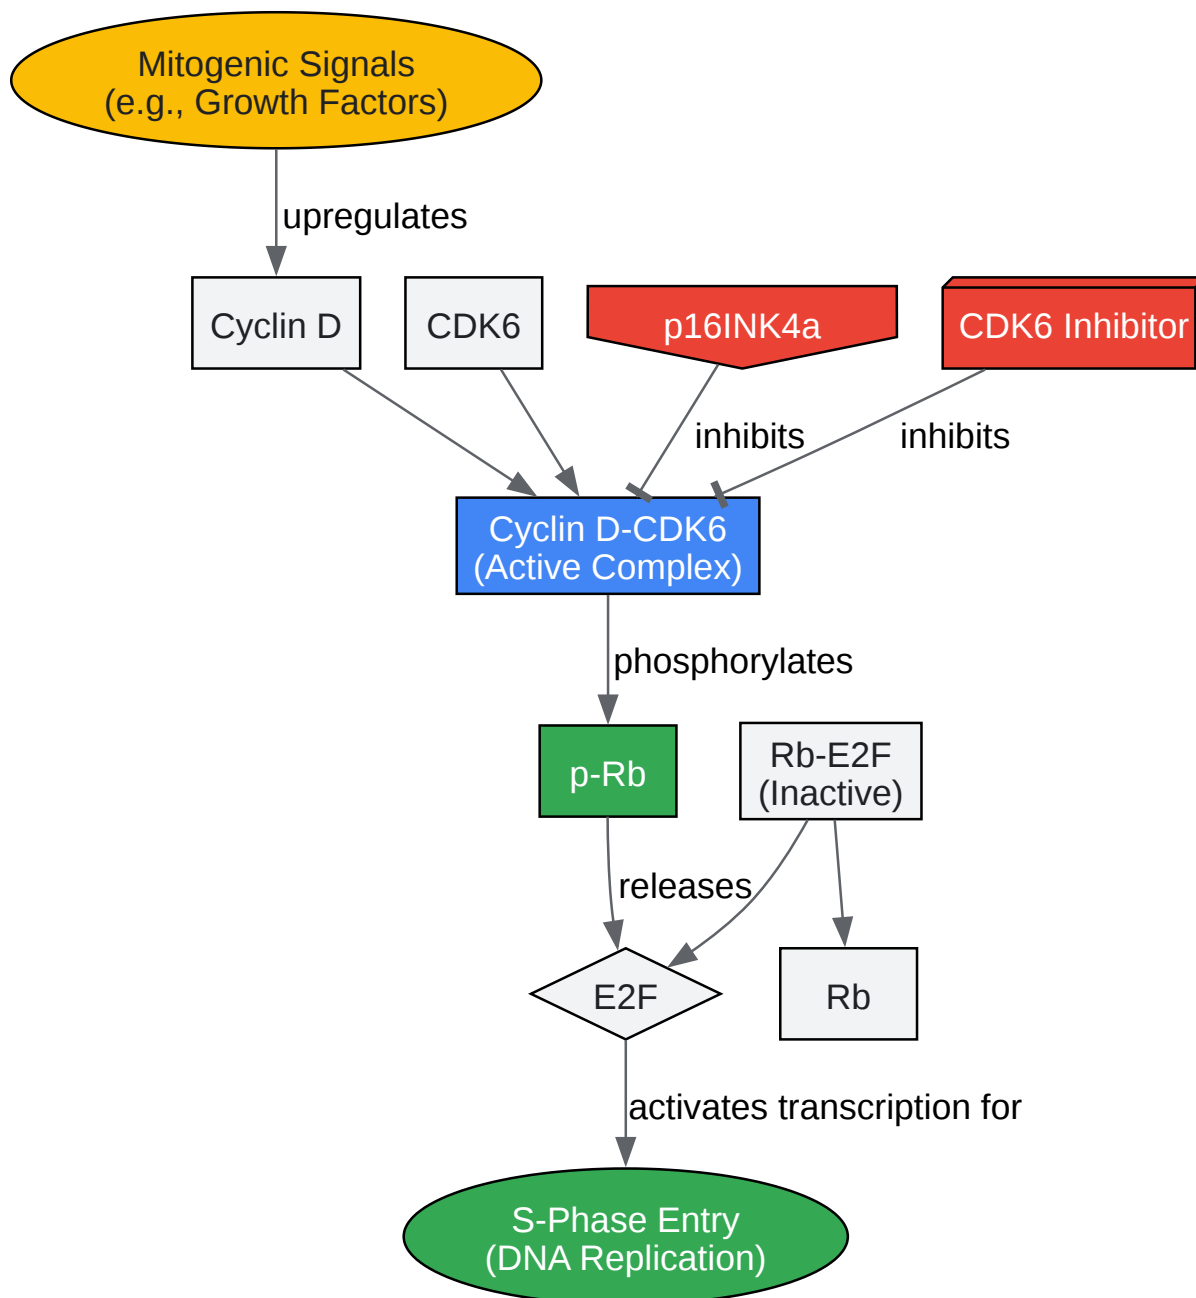 Mitogenic Signals
(e.g., Growth Factors)
upregulates
Cyclin D
CDK6
p16INK4a
CDK6 Inhibitor
inhibits
inhibits
Cyclin D-CDK6
(Active Complex)
phosphorylates
p-Rb
Rb-E2F
(Inactive)
releases
E2F
Rb
activates transcription for
S-Phase Entry
(DNA Replication)